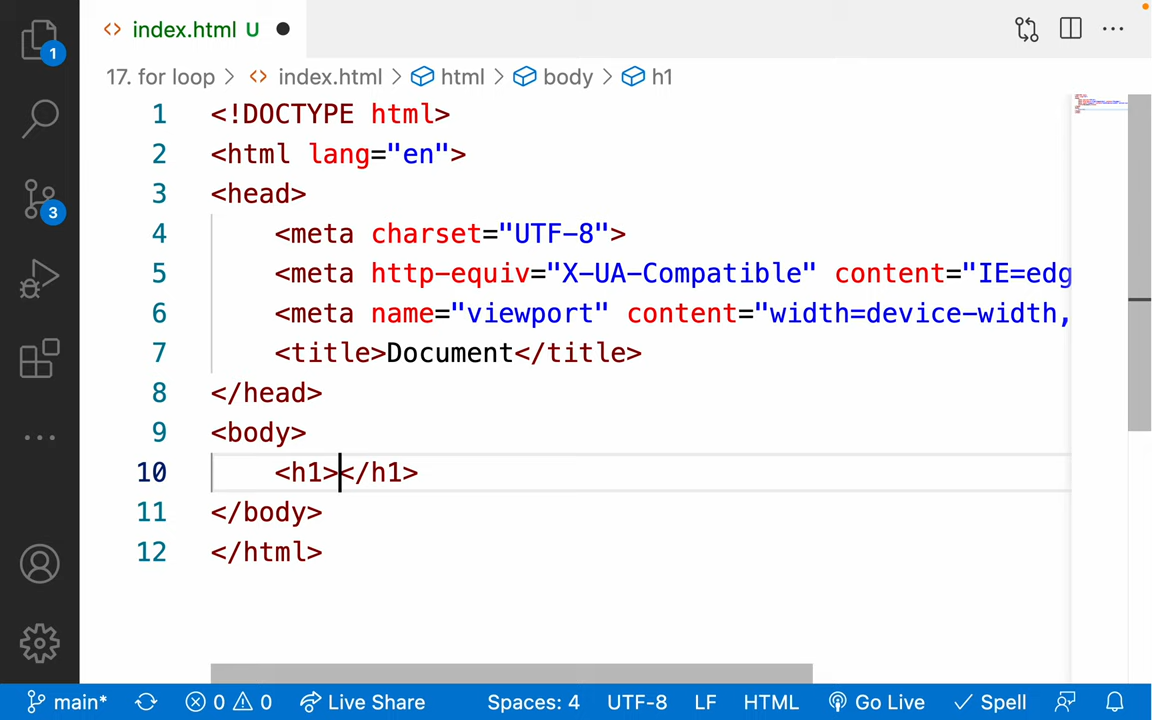 index.html U
1
17. for loop > index.html > html > body > h1
1 <!DOCTYPE html>
2 <html lang="en">
3 <head>
4 <meta charset="UTF-8">
5 <meta http-equiv="X-UA-Compatible" content="IE=edg
6 <meta name="viewport" content="width=device-width,
7 <title>Document</title>
8 </head>
9 <body>
10 <h1></h1>
11 </body>
12 </html>
3
main* 0 0 Live Share Spaces: 4 UTF-8 LF HTML Go Live Spell